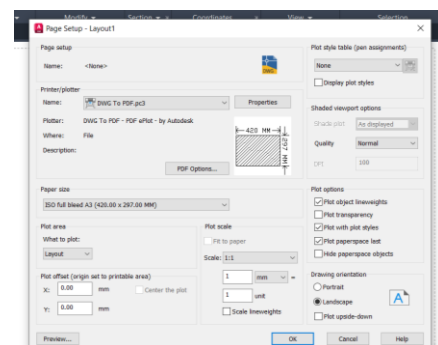 Modify Section Coordinates View Selection
Page Setup - Layout1
Page setup
Name: <None>
DWG
Plot style table (pen assignments)
None
Display plot styles
Printer/plotter
Name: DWG To PDF.pc3 Properties
Plotter: DWG To PDF - PDF ePlot - by Autodesk
Where: File
Description:
420 MM
297 MM
PDF Options...
Shaded viewport options
Shade plot As displayed
Quality Normal
DPI 100
Paper size
ISO full bleed A3 (420.00 x 297.00 MM)
Plot options
Plot object lineweights
Plot transparency
Plot with plot styles
Plot paperspace last
Hide paperspace objects
Plot area
What to plot:
Layout
Plot scale
Fit to paper
Scale: 1:1
1 mm =
1 unit
Scale lineweights
Plot offset (origin set to printable area)
X: 0.00 mm Center the plot
Y: 0.00 mm
Drawing orientation
Portrait
Landscape
A
Plot upside-down
Preview... OK Cancel Help